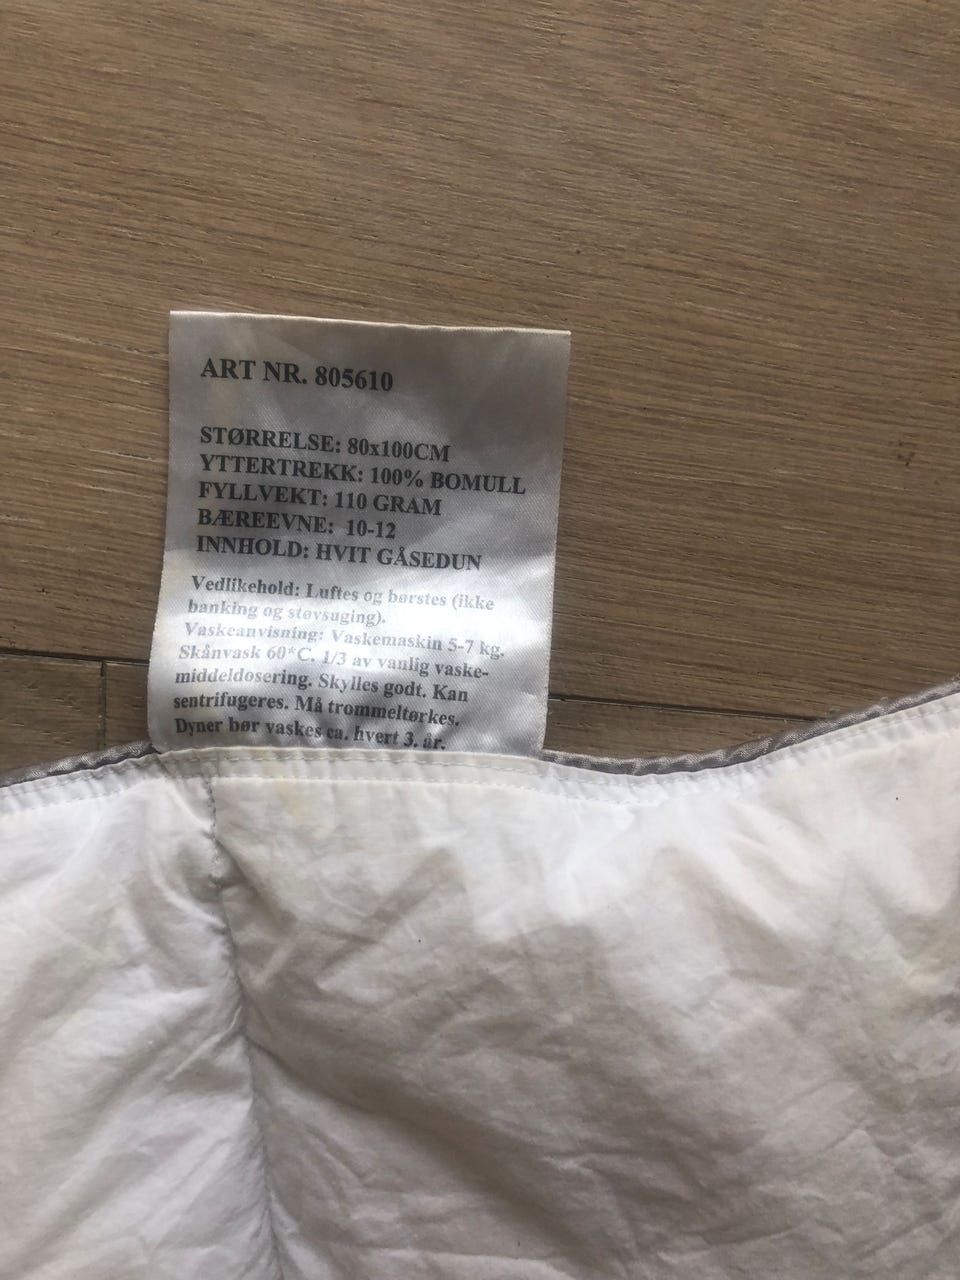 ART NR. 805610
STØRRELSE: 80x100CM
YTTERTREKK: 100% BOMULL
FYLLVEKT: 110 GRAM
BÆREEVNE: 10-12
INNHOLD: HVIT GÅSEDUN
Vedlikehold: Luftes og børstes (ikke
banking og støvsuging).
Vaskeanvisning: Vaskemaskin 5-7 kg.
Skånvask 60°C. 1/3 av vanlig vaske-
middeldosering. Skylles godt. Kan
sentrifugeres. Må trommeltørkes.
Dyner bør vaskes ca. hvert 3. år.